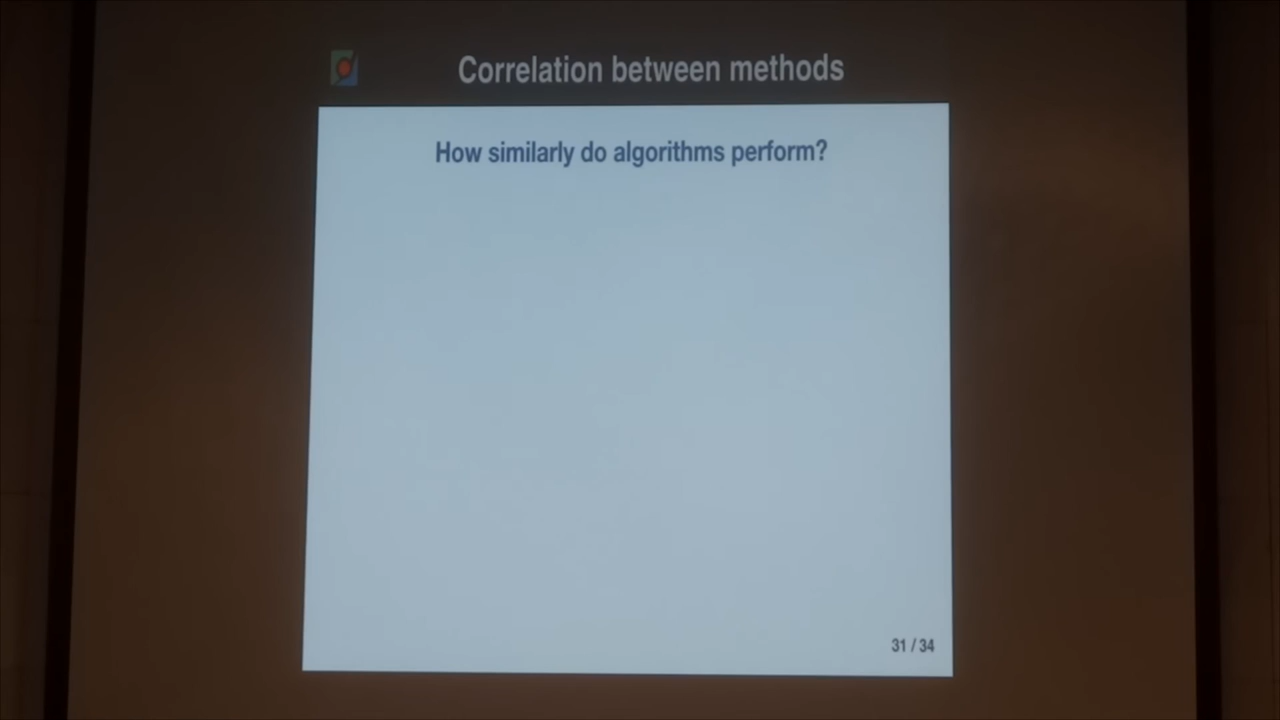 Correlation between methods
How similarly do algorithms perform?
31 / 34